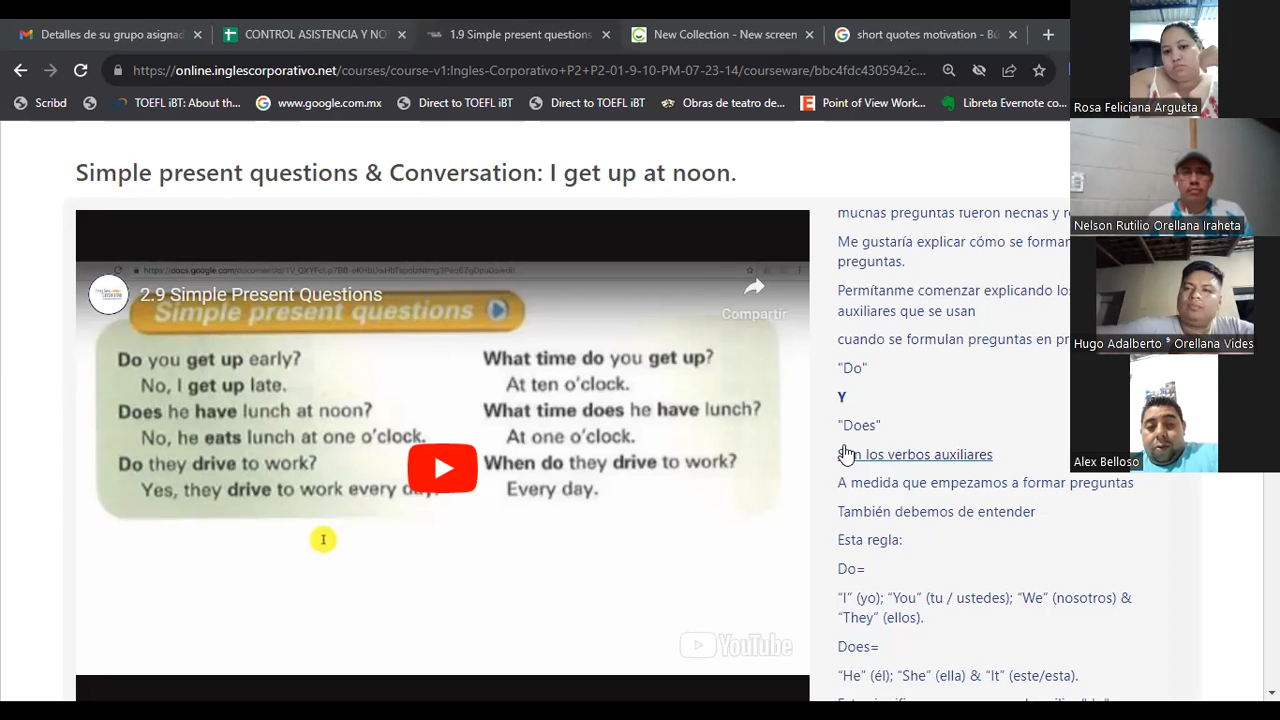 Detalles de su grupo asignad
CONTROL ASISTENCIA Y NO
1.9 Simple present questions
New Collection - New screen
short quotes motivation - Bú
https://online.inglescorporativo.net/courses/course-v1:Ingles-Corporativo+P2+P2-01-9-10-PM-07-23-14/courseware/bbc4fdc4305942c...
Scribd
TOEFL iBT: About th...
www.google.com.mx
Direct to TOEFL iBT
Direct to TOEFL iBT
Obras de teatro de...
Point of View Work...
Libreta Evernote com
Simple present questions & Conversation: I get up at noon.
2.9 Simple Present Questions
Compartir
Simple present questions
Do you get up early?
No, I get up late.
Does he have lunch at noon?
No, he eats lunch at one o'clock.
Do they drive to work?
Yes, they drive to work every day.
What time do you get up?
At ten o'clock.
What time does he have lunch?
At one o'clock.
When do they drive to work?
Every day.
YouTube
muchas preguntas fueron hechas y r
Me gustaría explicar cómo se formar
preguntas.
Permítanme comenzar explicando los
auxiliares que se usan
cuando se formulan preguntas en pr
"Do"
Y
"Does"
Son los verbos auxiliares
A medida que empezamos a formar preguntas
También debemos de entender
Esta regla:
Do=
“I” (yo); “You” (tu / ustedes); “We” (nosotros) &
“They” (ellos).
Does=
“He” (él); “She” (ella) & “It” (este/esta).
Rosa Feliciana Argueta
Nelson Rutilio Orellana Iraheta
Hugo Adalberto Orellana Vides
Alex Belloso